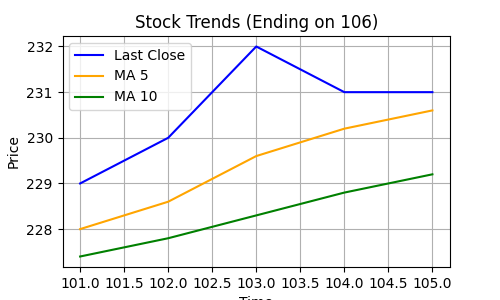 Stock Trends (Ending on 106)
Last Close
MA 5
MA 10
Price
232
231
230
229
228
101.0 101.5 102.0 102.5 103.0 103.5 104.0 104.5 105.0
Time